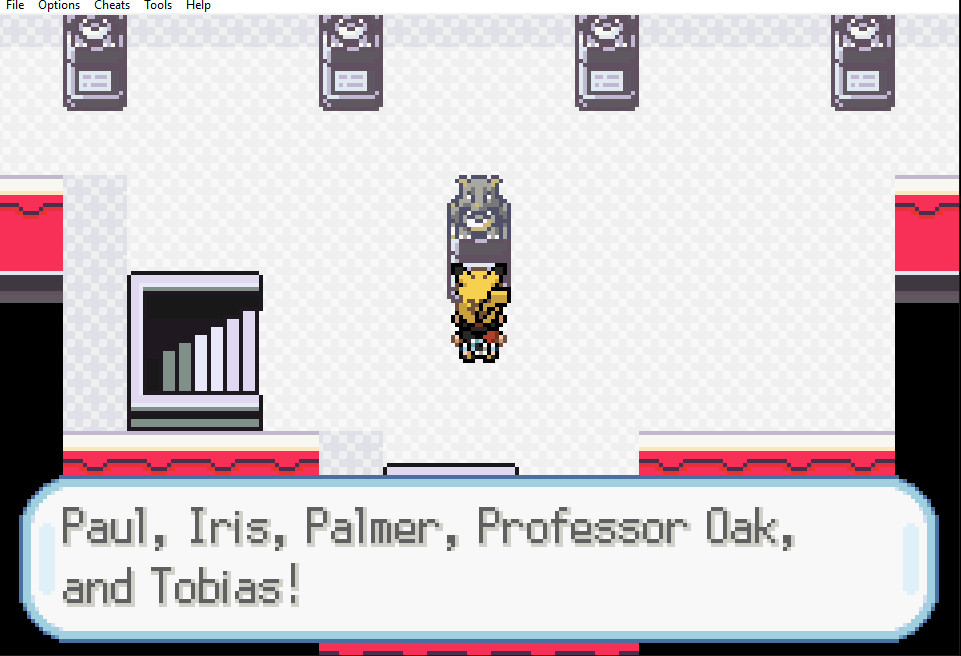 File Options Cheats Tools Help
Paul, Iris, Palmer, Professor Oak,
and Tobias!